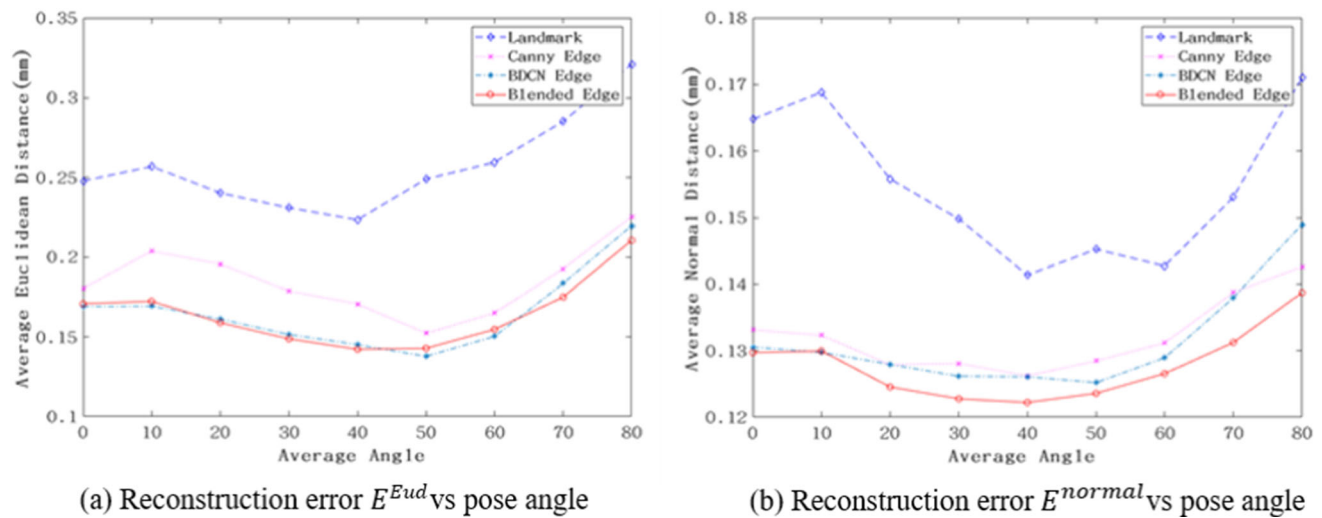 0.35
0.3
0.25
0.2
0.15
0.1
Average Euclidean Distance(mm)
Landmark
Canny Edge
BDCN Edge
Blended Edge
0 10 20 30 40 50 60 70 80
Average Angle
(a) Reconstruction error E^Eud vs pose angle
0.18
0.17
0.16
0.15
0.14
0.13
0.12
Average Normal Distance(mm)
Landmark
Canny Edge
BDCN Edge
Blended Edge
0 10 20 30 40 50 60 70 80
Average Angle
(b) Reconstruction error E^normal vs pose angle